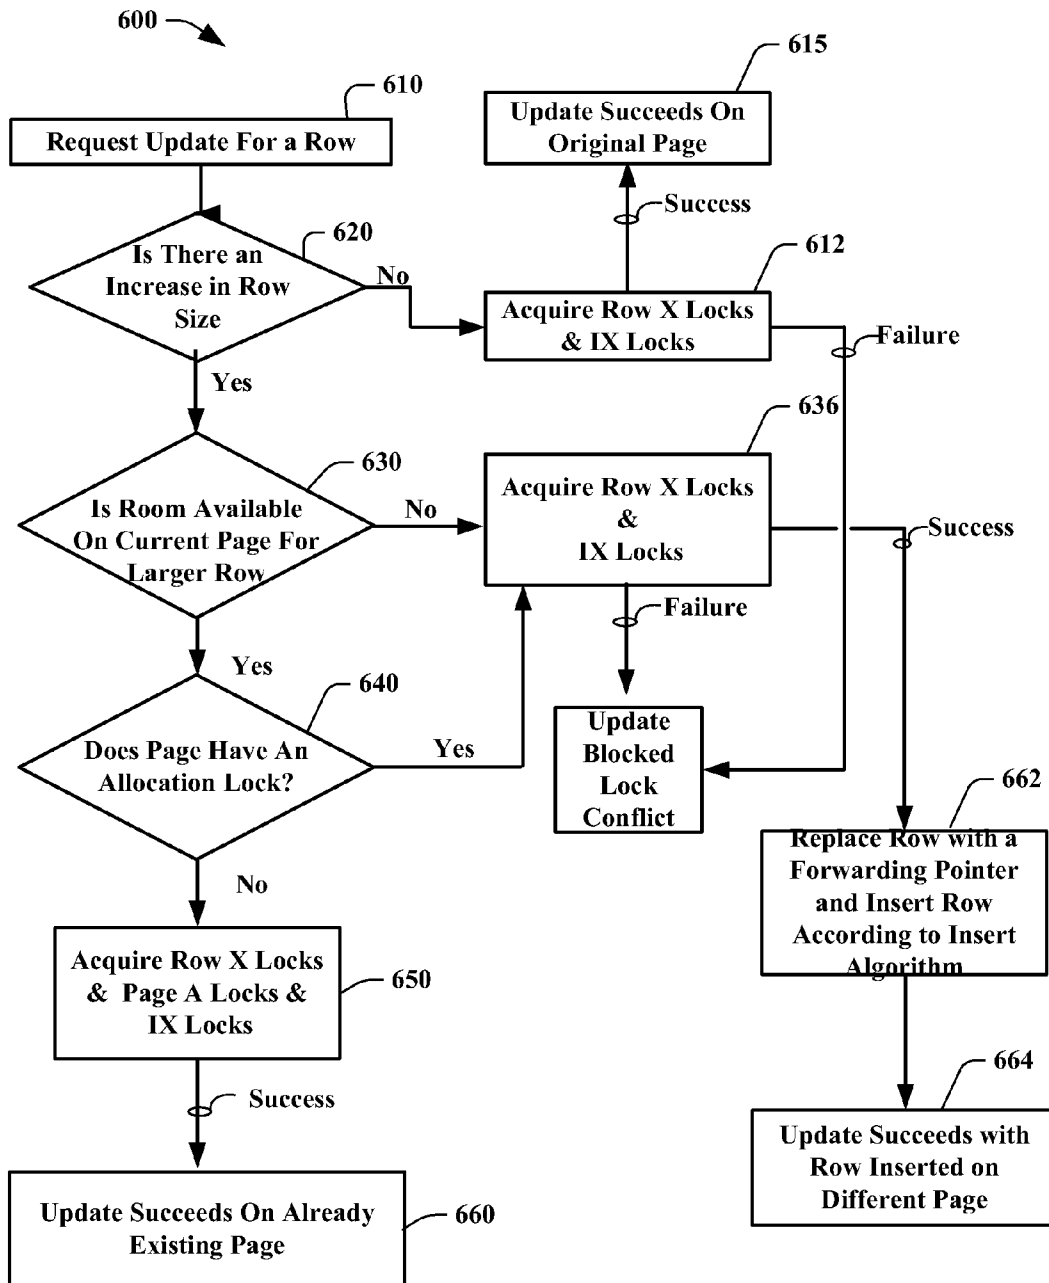 600
615
610
Update Succeeds On
Original Page
Request Update For a Row
Success
620
612
Is There an
Increase in Row
Size
No
Acquire Row X Locks
& IX Locks
Failure
Yes
636
630
Acquire Row X Locks
&
IX Locks
Is Room Available
On Current Page For
Larger Row
No
Success
Failure
Yes
640
Update
Blocked
Lock
Conflict
Does Page Have An
Allocation Lock?
Yes
662
Replace Row with a
Forwarding Pointer
and Insert Row
According to Insert
Algorithm
No
Acquire Row X Locks
& Page A Locks &
IX Locks
650
664
Success
Update Succeeds with
Row Inserted on
Different Page
Update Succeeds On Already
Existing Page
660